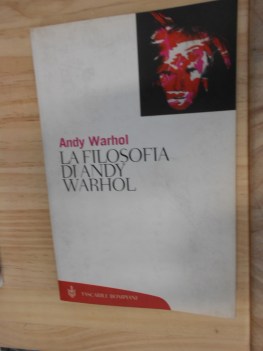 Andy Warhol
LA FILOSOFIA
DI ANDY
WARHOL
TASCABILI BOMPIANI